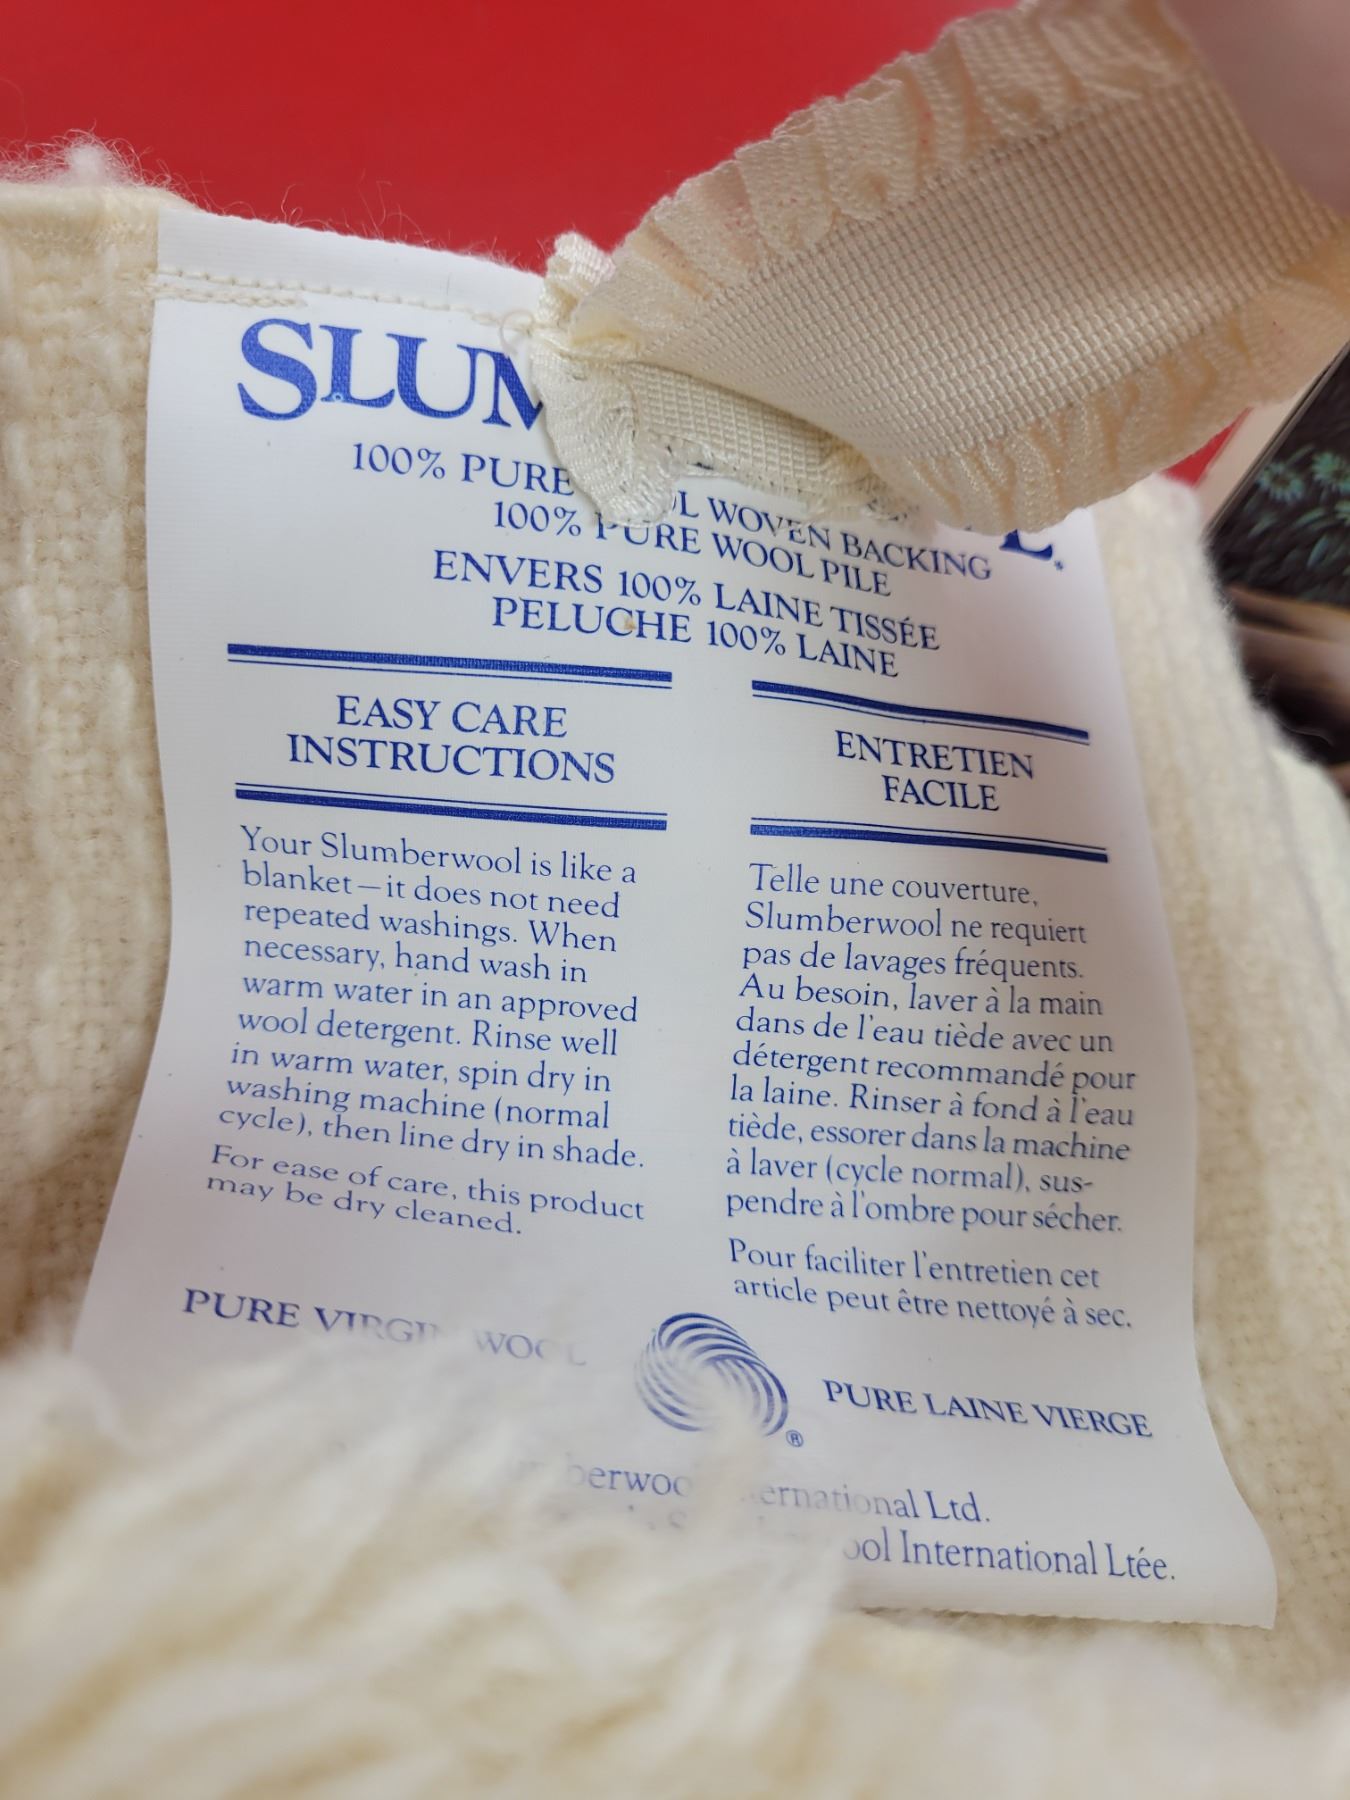 100% PURE WOVEN BACKING
100% PURE WOOL PILE
ENVERS 100% LAINE TISSÉE
PELUCHE 100% LAINE
EASY CARE
INSTRUCTIONS
Your Slumberwool is like a
blanket—it does not need
repeated washings. When
necessary, hand wash in
warm water in an approved
wool detergent. Rinse well
in warm water, spin dry in
washing machine (normal
cycle), then line dry in shade.
For ease of care, this product
may be dry cleaned.
ENTRETIEN
FACILE
Telle une couverture,
Slumberwool ne requiert
pas de lavages fréquents.
Au besoin, laver à la main
dans de l'eau tiède avec un
détergent recommandé pour
la laine. Rinser à fond à l'eau
tiède, essorer dans la machine
à laver (cycle normal), sus-
pendre à l'ombre pour sécher.
Pour faciliter l'entretien cet
article peut être nettoyé à sec.
PURE VIRGIN WOOL
®
PURE LAINE VIERGE
Ltd.
International Ltée.